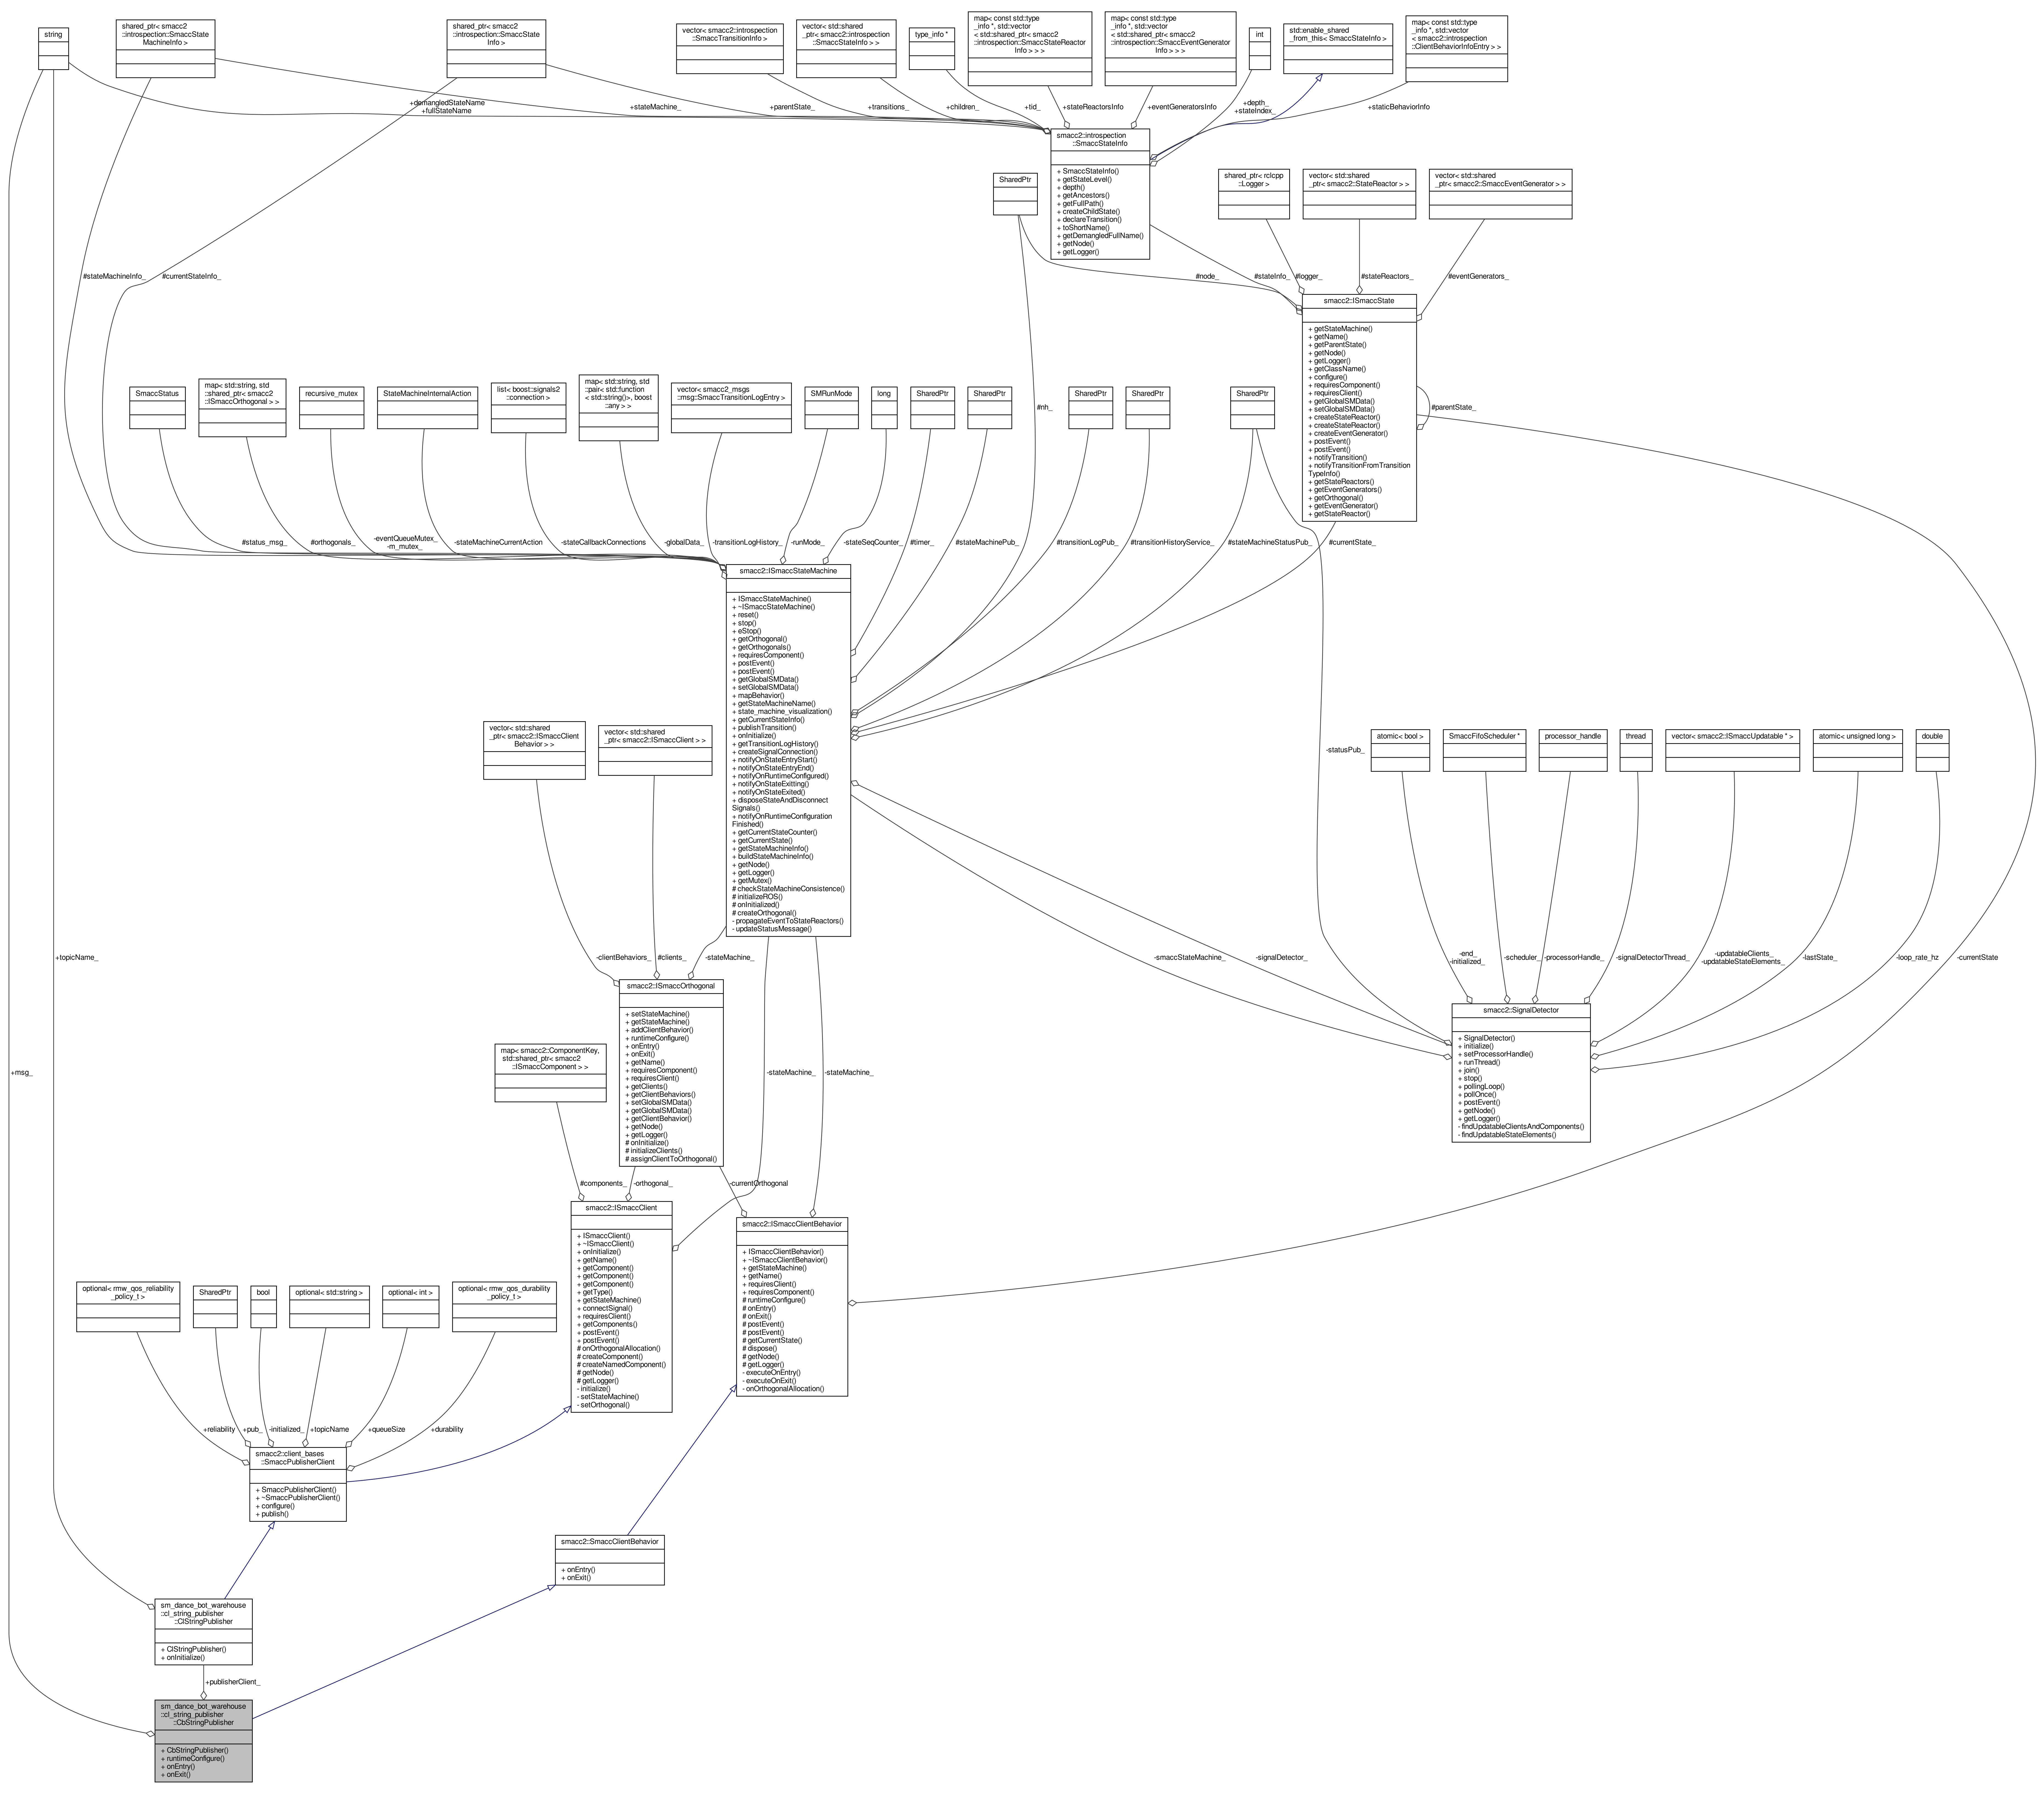 string
shared_ptr< smacc2
::introspection::SmaccState
MachineInfo >
shared_ptr< smacc2
::introspection::SmaccState
Info >
vector< smacc2::introspection
::SmaccTransitionInfo >
vector< std::shared
_ptr< smacc2::introspection
::SmaccStateInfo > >
type_info *
map< const std::type
_info *, std::vector
< std::shared_ptr< smacc2
::introspection::SmaccStateReactor
Info > > >
map< const std::type
_info *, std::vector
< std::shared_ptr< smacc2
::introspection::SmaccEventGenerator
Info > > >
int
std::enable_shared
_from_this< SmaccStateInfo >
map< const std::type
_info *, std::vector
< smacc2::introspection
::ClientBehaviorInfoEntry > >
+demangledStateName
+fullStateName
+stateMachine_
+parentState_
+transitions_
+children_
+tid_
+stateReactorsInfo
+eventGeneratorsInfo
+depth_
+stateIndex_
+staticBehaviorInfo
smacc2::introspection
::SmaccStateInfo
+ SmaccStateInfo()
+ getStateLevel()
+ depth()
+ getAncestors()
+ getFullPath()
+ createChildState()
+ declareTransition()
+ toShortName()
+ getDemangledFullName()
+ getNode()
+ getLogger()
SharedPtr
shared_ptr< rclcpp
::Logger >
vector< std::shared
_ptr< smacc2::StateReactor > >
vector< std::shared
_ptr< smacc2::SmaccEventGenerator > >
#stateMachineInfo_
#currentStateInfo_
#node_
#stateInfo_
#logger_
#stateReactors_
#eventGenerators_
smacc2::ISmaccState
+ getStateMachine()
+ getName()
+ getParentState()
+ getNode()
+ getLogger()
+ getClassName()
+ configure()
+ requiresComponent()
+ requiresClient()
+ getGlobalSMData()
+ setGlobalSMData()
+ createStateReactor()
+ createStateReactor()
+ createEventGenerator()
+ postEvent()
+ postEvent()
+ notifyTransition()
+ notifyTransitionFromTransition
TypeInfo()
+ getStateReactors()
+ getEventGenerators()
+ getOrthogonal()
+ getEventGenerator()
+ getStateReactor()
#parentState_
SmaccStatus
map< std::string, std
::shared_ptr< smacc2
::ISmaccOrthogonal > >
recursive_mutex
StateMachineInternalAction
list< boost::signals2
::connection >
map< std::string, std
::pair< std::function
< std::string()>, boost
::any > >
vector< smacc2_msgs
::msg::SmaccTransitionLogEntry >
SMRunMode
long
SharedPtr
SharedPtr
#nh_
SharedPtr
SharedPtr
SharedPtr
#status_msg_
#orthogonals_
-eventQueueMutex_
-m_mutex_
-stateMachineCurrentAction
-stateCallbackConnections
-globalData_
-transitionLogHistory_
-runMode_
-stateSeqCounter_
#timer_
#stateMachinePub_
#transitionLogPub_
#transitionHistoryService_
#stateMachineStatusPub_
#currentState_
smacc2::ISmaccStateMachine
+ ISmaccStateMachine()
+ ~ISmaccStateMachine()
+ reset()
+ stop()
+ eStop()
+ getOrthogonal()
+ getOrthogonals()
+ requiresComponent()
+ postEvent()
+ postEvent()
+ getGlobalSMData()
+ setGlobalSMData()
+ mapBehavior()
+ getStateMachineName()
+ state_machine_visualization()
+ getCurrentStateInfo()
+ publishTransition()
+ onInitialize()
+ getTransitionLogHistory()
+ createSignalConnection()
+ notifyOnStateEntryStart()
+ notifyOnStateEntryEnd()
+ notifyOnRuntimeConfigured()
+ notifyOnStateExitting()
+ notifyOnStateExited()
+ disposeStateAndDisconnect
Signals()
+ notifyOnRuntimeConfiguration
Finished()
+ getCurrentStateCounter()
+ getCurrentState()
+ getStateMachineInfo()
+ buildStateMachineInfo()
+ getNode()
+ getLogger()
+ getMutex()
# checkStateMachineConsistence()
# initializeROS()
# onInitialized()
# createOrthogonal()
- propagateEventToStateReactors()
- updateStatusMessage()
vector< std::shared
_ptr< smacc2::ISmaccClient
Behavior > >
vector< std::shared
_ptr< smacc2::ISmaccClient > >
-statusPub_
atomic< bool >
SmaccFifoScheduler *
processor_handle
thread
vector< smacc2::ISmaccUpdatable * >
atomic< unsigned long >
double
+topicName_
-clientBehaviors_
#clients_
-stateMachine_
-smaccStateMachine_
-signalDetector_
-end_
-initialized_
-scheduler_
-processorHandle_
-signalDetectorThread_
-updatableClients_
-updatableStateElements_
-lastState_
-loop_rate_hz
-currentState
smacc2::ISmaccOrthogonal
+ setStateMachine()
+ getStateMachine()
+ addClientBehavior()
+ runtimeConfigure()
+ onEntry()
+ onExit()
+ getName()
+ requiresComponent()
+ requiresClient()
+ getClients()
+ getClientBehaviors()
+ setGlobalSMData()
+ getGlobalSMData()
+ getClientBehavior()
+ getNode()
+ getLogger()
# onInitialize()
# initializeClients()
# assignClientToOrthogonal()
smacc2::SignalDetector
+ SignalDetector()
+ initialize()
+ setProcessorHandle()
+ runThread()
+ join()
+ stop()
+ pollingLoop()
+ pollOnce()
+ postEvent()
+ getNode()
+ getLogger()
- findUpdatableClientsAndComponents()
- findUpdatableStateElements()
map< smacc2::ComponentKey,
std::shared_ptr< smacc2
::ISmaccComponent > >
+msg_
-stateMachine_
-stateMachine_
#components_
-orthogonal_
-currentOrthogonal
smacc2::ISmaccClient
+ ISmaccClient()
+ ~ISmaccClient()
+ onInitialize()
+ getName()
+ getComponent()
+ getComponent()
+ getComponent()
+ getType()
+ getStateMachine()
+ connectSignal()
+ requiresClient()
+ getComponents()
+ postEvent()
+ postEvent()
# onOrthogonalAllocation()
# createComponent()
# createNamedComponent()
# getNode()
# getLogger()
- initialize()
- setStateMachine()
- setOrthogonal()
smacc2::ISmaccClientBehavior
+ ISmaccClientBehavior()
+ ~ISmaccClientBehavior()
+ getStateMachine()
+ getName()
+ requiresClient()
+ requiresComponent()
# runtimeConfigure()
# onEntry()
# onExit()
# postEvent()
# postEvent()
# getCurrentState()
# dispose()
# getNode()
# getLogger()
- executeOnEntry()
- executeOnExit()
- onOrthogonalAllocation()
optional< rmw_qos_reliability
_policy_t >
SharedPtr
bool
optional< std::string >
optional< int >
optional< rmw_qos_durability
_policy_t >
+reliability
+pub_
-initialized_
+topicName
+queueSize
+durability
smacc2::client_bases
::SmaccPublisherClient
+ SmaccPublisherClient()
+ ~SmaccPublisherClient()
+ configure()
+ publish()
smacc2::SmaccClientBehavior
+ onEntry()
+ onExit()
sm_dance_bot_warehouse
::cl_string_publisher
::ClStringPublisher
+ ClStringPublisher()
+ onInitialize()
+publisherClient_
sm_dance_bot_warehouse
::cl_string_publisher
::CbStringPublisher
+ CbStringPublisher()
+ runtimeConfigure()
+ onEntry()
+ onExit()